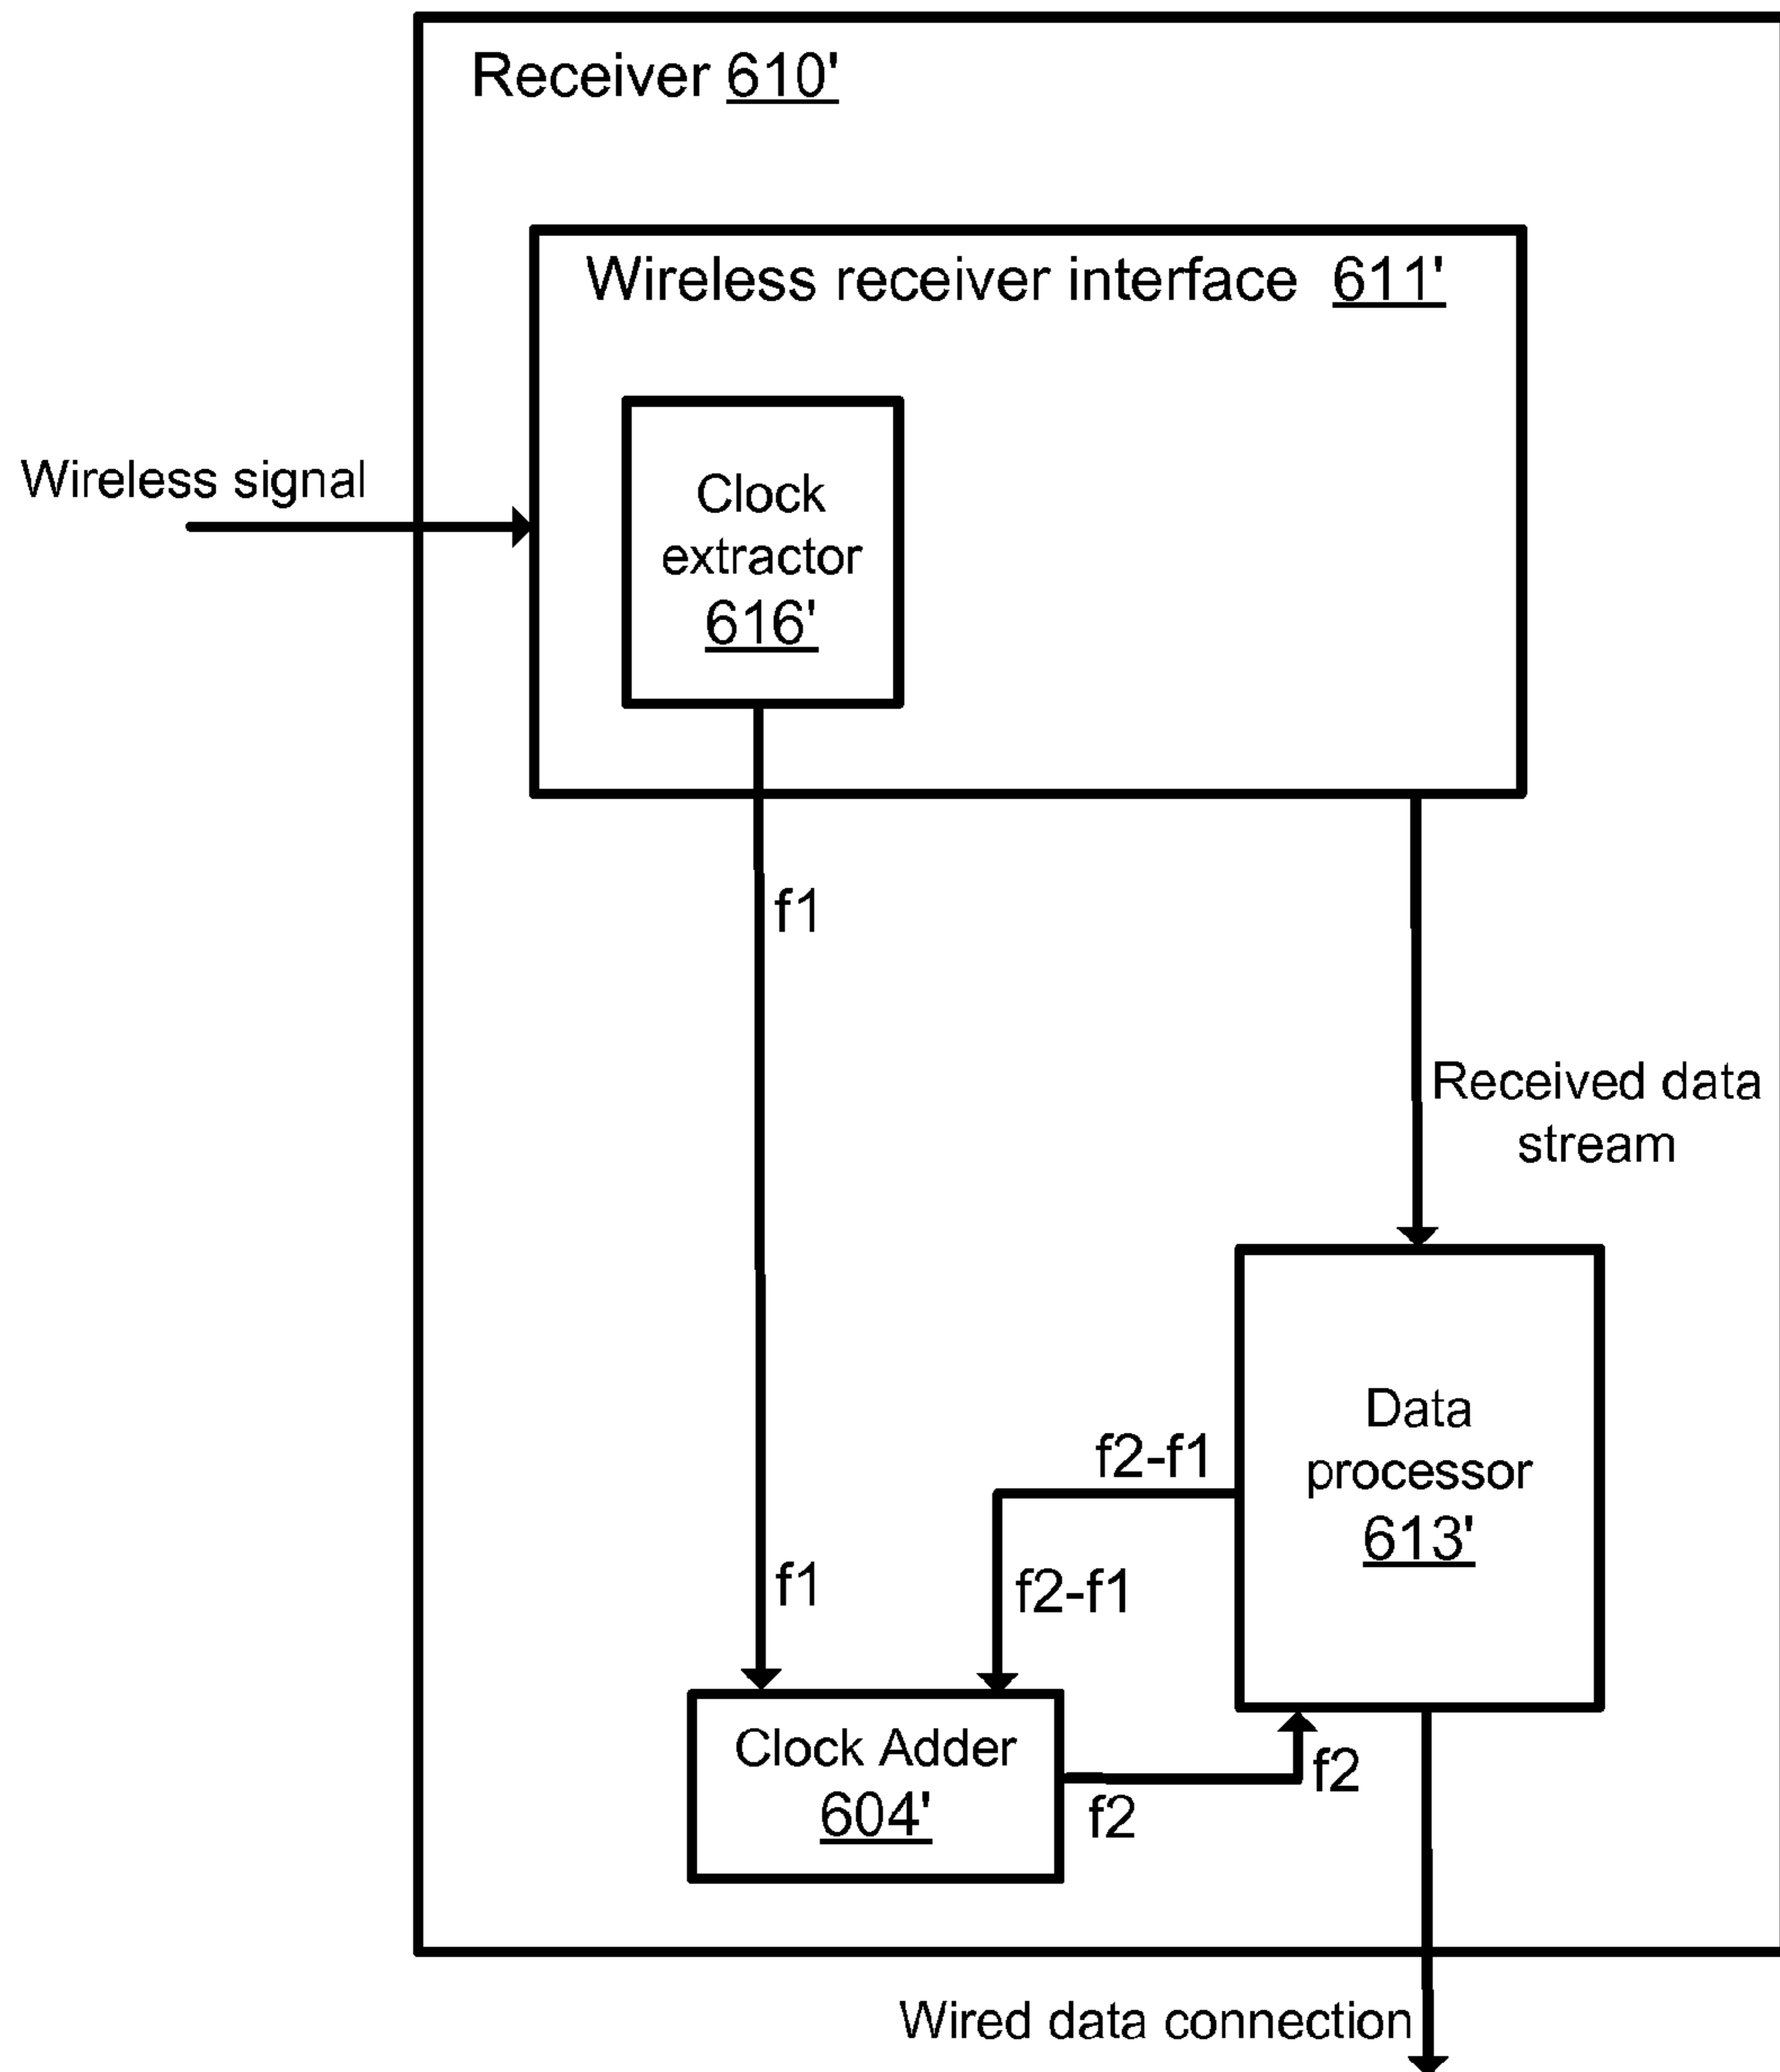 Receiver 610'
Wireless receiver interface 611'
Wireless signal
Clock
extractor
616'
f1
Received data
stream
Data
processor
613'
f2-f1
f1
f2-f1
Clock Adder
604'
f2
f2
Wired data connection